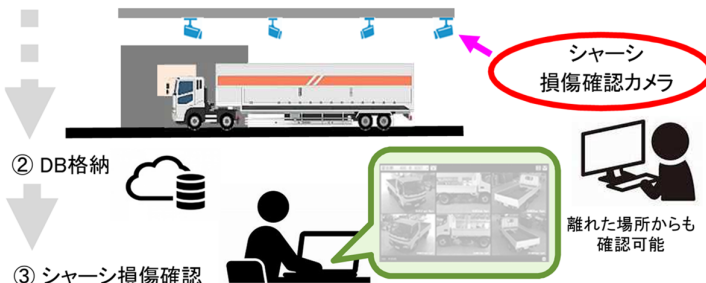 シャーシ
損傷確認カメラ
② DB格納
離れた場所からも
確認可能
③ シャーシ損傷確認